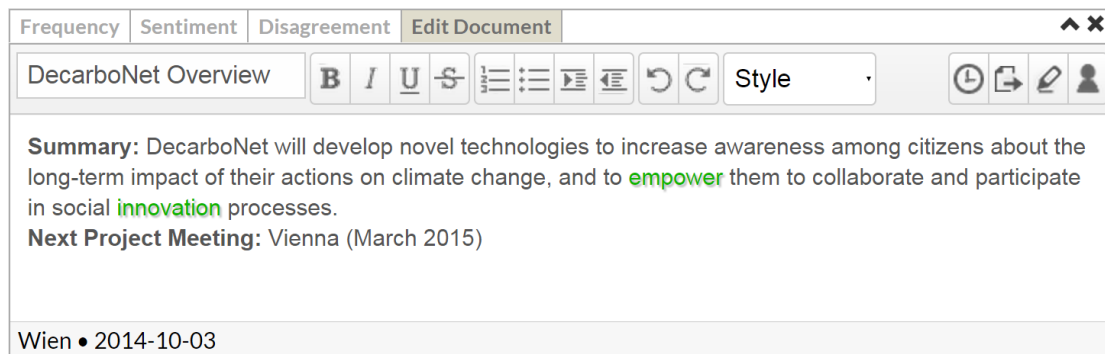 Frequency Sentiment Disagreement Edit Document
DecarboNet Overview B I U S Style
Summary: DecarboNet will develop novel technologies to increase awareness among citizens about the
long-term impact of their actions on climate change, and to empower them to collaborate and participate
in social innovation processes.
Next Project Meeting: Vienna (March 2015)
Wien • 2014-10-03